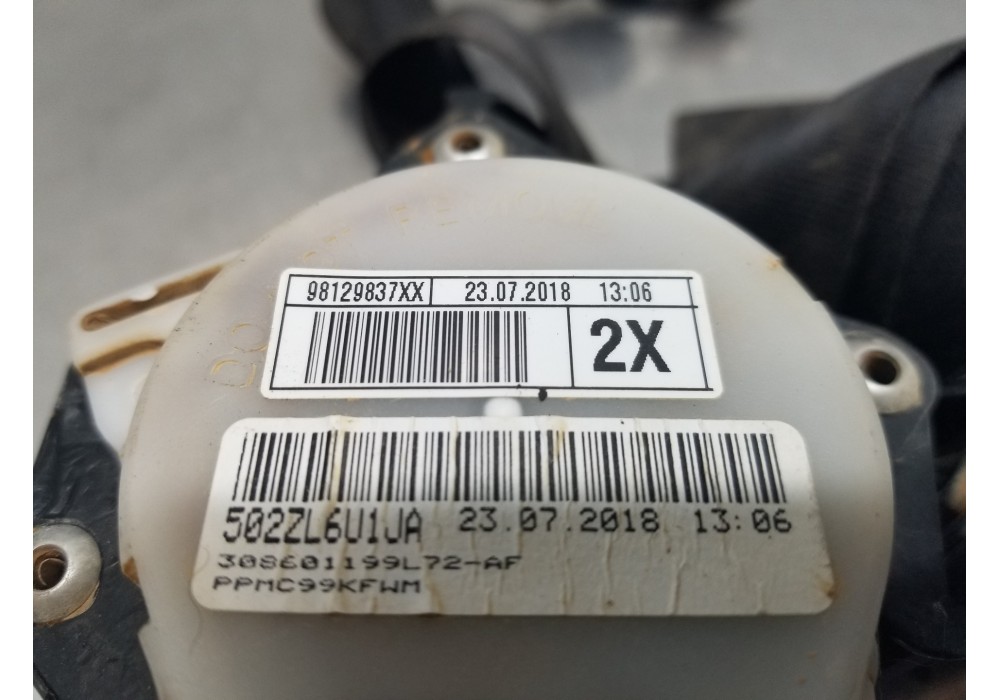 98129837XX 23.07.2018 13:06
2X
502ZL6U1JA 23.07.2018 13:06
308601199L72-AF
PPMC99KFWM